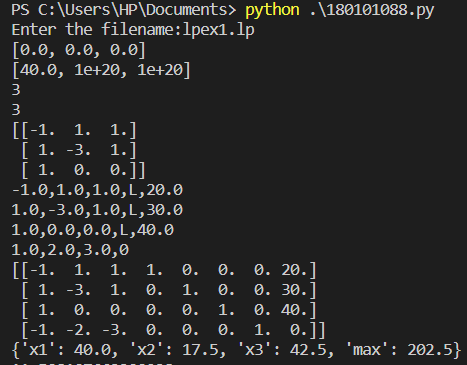 PS C:\Users\HP\Documents> python .\180101088.py
Enter the filename:lpex1.lp
[0.0, 0.0, 0.0]
[40.0, 1e+20, 1e+20]
3
3
[[-1.  1.  1.]
 [ 1. -3.  1.]
 [ 1.  0.  0.]]
-1.0,1.0,1.0,L,20.0
1.0,-3.0,1.0,L,30.0
1.0,0.0,0.0,L,40.0
1.0,2.0,3.0,0
[[-1.  1.  1.  1.  0.  0.  0. 20.]
 [ 1. -3.  1.  0.  1.  0.  0. 30.]
 [ 1.  0.  0.  0.  0.  1.  0. 40.]
 [-1. -2. -3.  0.  0.  0.  1.  0.]]
{'x1': 40.0, 'x2': 17.5, 'x3': 42.5, 'max': 202.5}